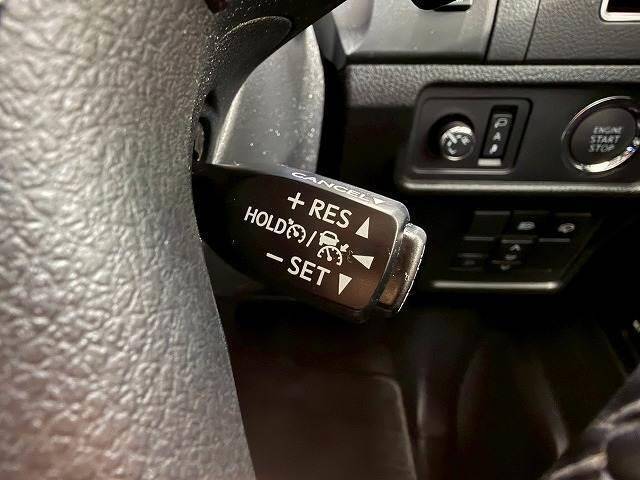 CANCEL
+ RES
HOLD /
− SET
ENGINE
START
STOP
A